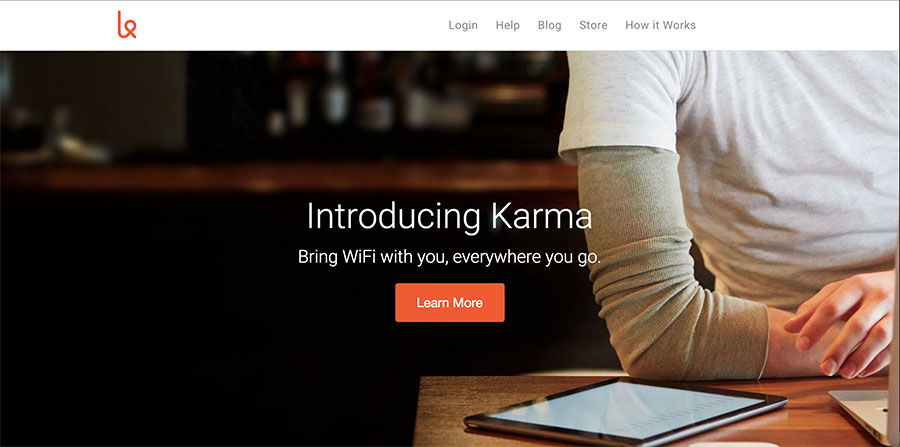 Login Help Blog Store How it Works
Introducing Karma
Bring WiFi with you, everywhere you go.
Learn More